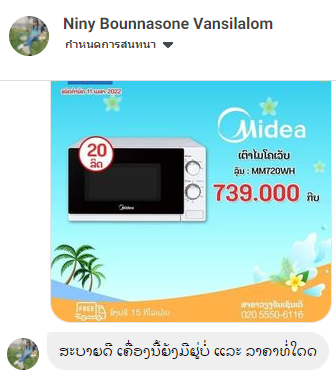 Niny Bounnasone Vansilalom
กำหนดการสนทนา
Midea
20
ລິດ
ເຕົາໄມໂຄເວັບ
ລຸ້ນ : MM720WH
Midea
739.000 ກີບ
FREE
ສາຂາວຽງຈັນເຊັນເຕີ
020 5550-6116
ສະບາຍດີ ເຄື່ອງນີ້ຍັງມີຢູ່ບໍ່ ແລະ ລາຄາທໍ່ໃດດ